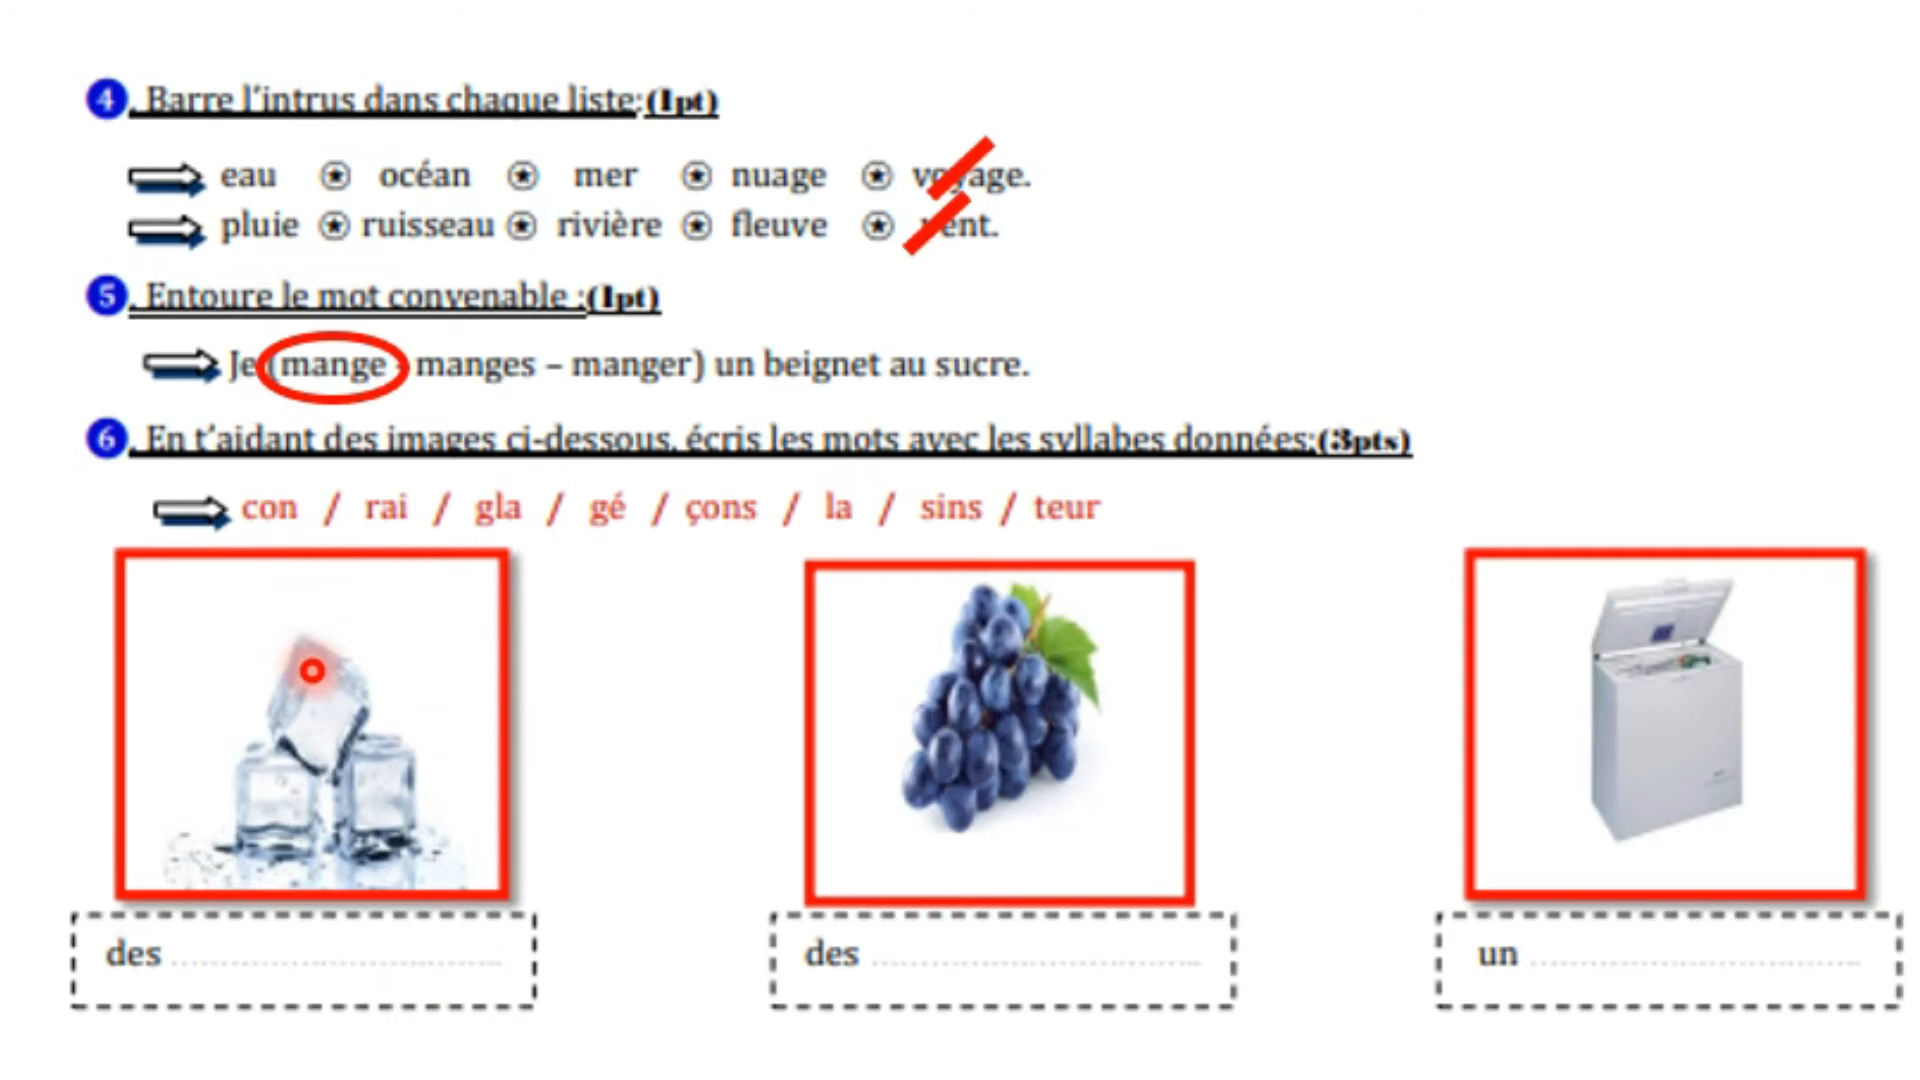 4. Barre l'intrus dans chaque liste:(1pt)
eau ⍟ océan ⍟ mer ⍟ nuage ⍟ voyage.
pluie ⍟ ruisseau ⍟ rivière ⍟ fleuve ⍟ vent.
5. Entoure le mot convenable :(1pt)
Je (mange - manges – manger) un beignet au sucre.
6. En t'aidant des images ci-dessous, écris les mots avec les syllabes données:(3pts)
con / rai / gla / gé / çons / la / sins / teur
des ........................ des ........................ un ........................